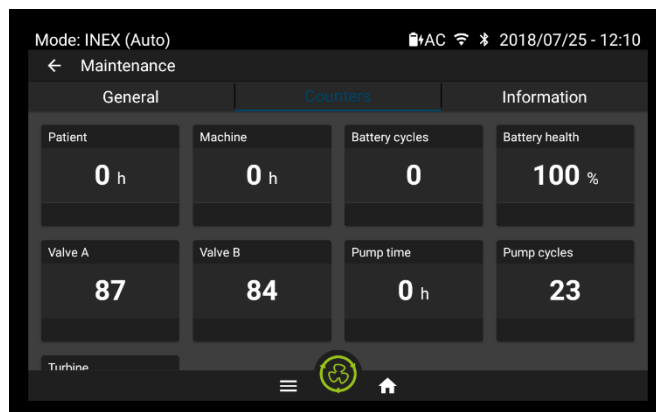 Mode: INEX (Auto) AC 2018/07/25 - 12:10
Maintenance
General Counters Information
Patient Machine Battery cycles Battery health
0 h 0 h 0 100 %
Valve A Valve B Pump time Pump cycles
87 84 0 h 23
Turbine